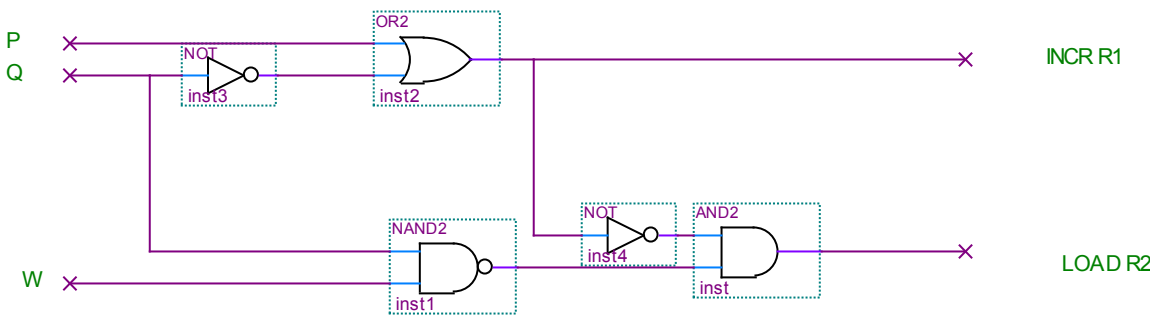 OR2
P
INCR R1
NOT
Q
inst3
inst2
NOT
AND2
NAND2
inst4
LOAD R2
W
inst1
inst